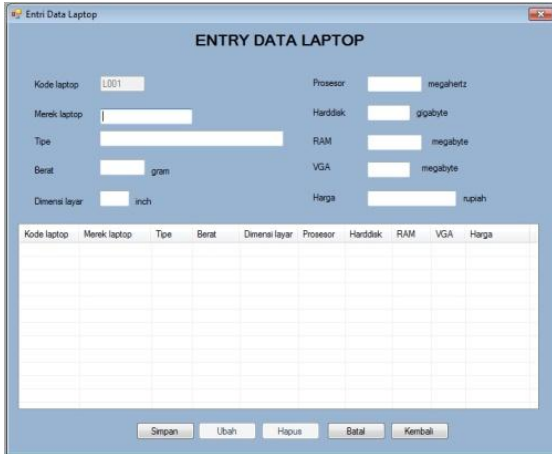 Entri Data Laptop
ENTRY DATA LAPTOP
Kode laptop L001
Merek laptop
Tipe
Berat gram
Dimensi layar inch
Prosesor megahertz
Harddisk gigabyte
RAM megabyte
VGA megabyte
Harga rupiah
Kode laptop Merek laptop Tipe Berat Dimensi layar Prosesor Harddisk RAM VGA Harga
Simpan Ubah Hapus Batal Kembali